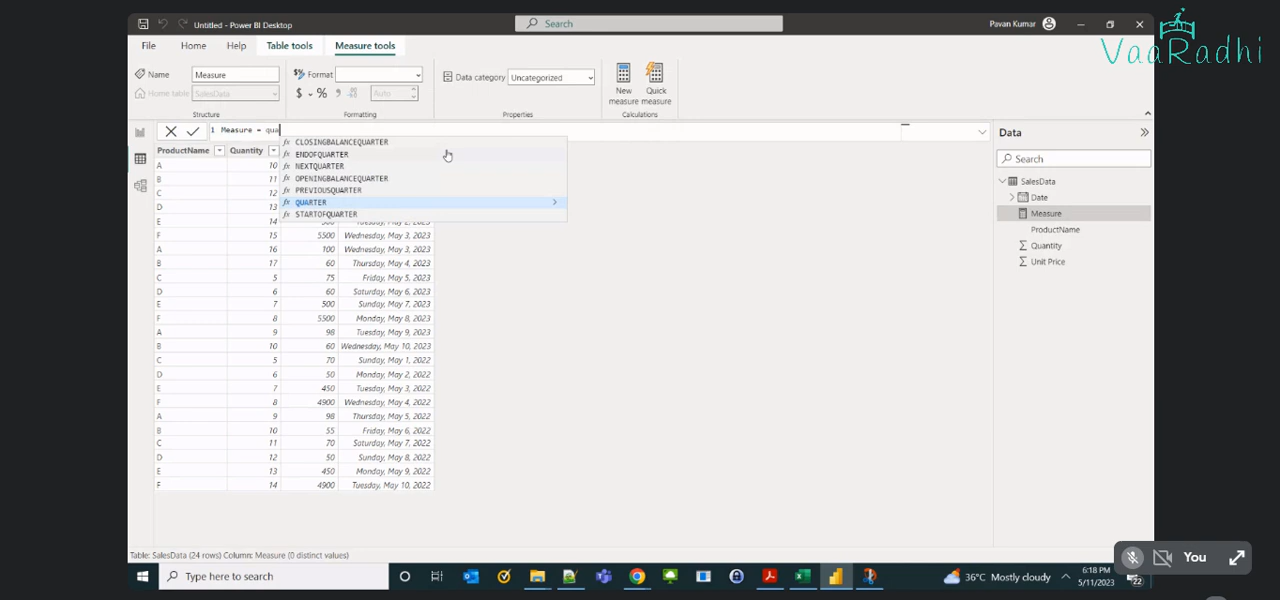 Untitled - Power BI Desktop
Search
Pavan Kumar
VaaRadhi
File Home Help Table tools Measure tools
Name Measure
Home table SalesData
Structure
Format
$ % Auto
Formatting
Data category Uncategorized
Properties
New measure
Quick measure
Calculations
1 Measure = qua
CLOSINGBALANCEQUARTER
ENDOFQUARTER
NEXTQUARTER
OPENINGBALANCEQUARTER
PREVIOUSQUARTER
QUARTER
STARTOFQUARTER
ProductName Quantity
A 10
B 11
C 12
D 13
E 14
F 15 5500 Wednesday, May 3, 2023
A 16 100 Wednesday, May 3, 2023
B 17 60 Thursday, May 4, 2023
C 5 75 Friday, May 5, 2023
D 6 60 Saturday, May 6, 2023
E 7 500 Sunday, May 7, 2023
F 8 5500 Monday, May 8, 2023
A 9 98 Tuesday, May 9, 2023
B 10 60 Wednesday, May 10, 2023
C 5 70 Sunday, May 1, 2022
D 6 50 Monday, May 2, 2022
E 7 450 Tuesday, May 3, 2022
F 8 4900 Wednesday, May 4, 2022
A 9 98 Thursday, May 5, 2022
B 10 55 Friday, May 6, 2022
C 11 70 Saturday, May 7, 2022
D 12 50 Sunday, May 8, 2022
E 13 450 Monday, May 9, 2022
F 14 4900 Tuesday, May 10, 2022
Data
Search
SalesData
Date
Measure
ProductName
Quantity
Unit Price
Table: SalesData (24 rows) Column: Measure (0 distinct values)
You
Type here to search
36°C Mostly cloudy
6:18 PM
5/11/2023
22